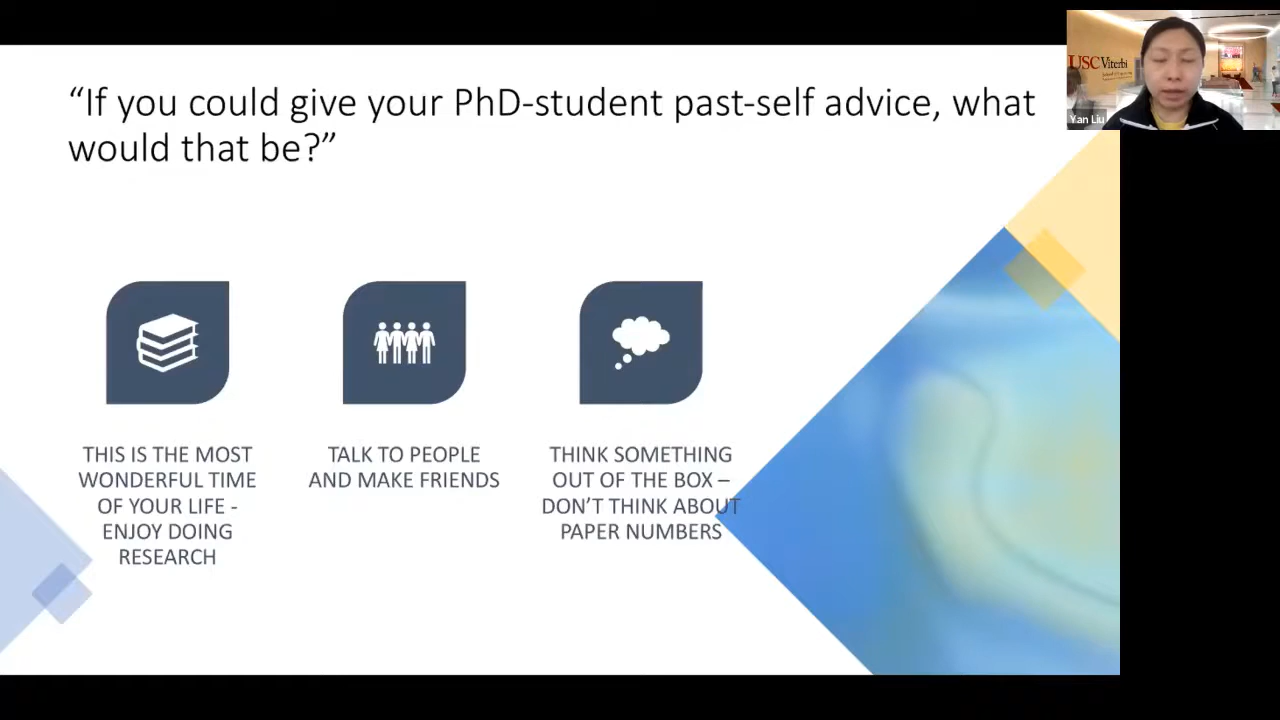 “If you could give your PhD-student past-self advice, what
would that be?”
THIS IS THE MOST
WONDERFUL TIME
OF YOUR LIFE -
ENJOY DOING
RESEARCH
TALK TO PEOPLE
AND MAKE FRIENDS
THINK SOMETHING
OUT OF THE BOX –
DON’T THINK ABOUT
PAPER NUMBERS
USC Viterbi
Yan Liu